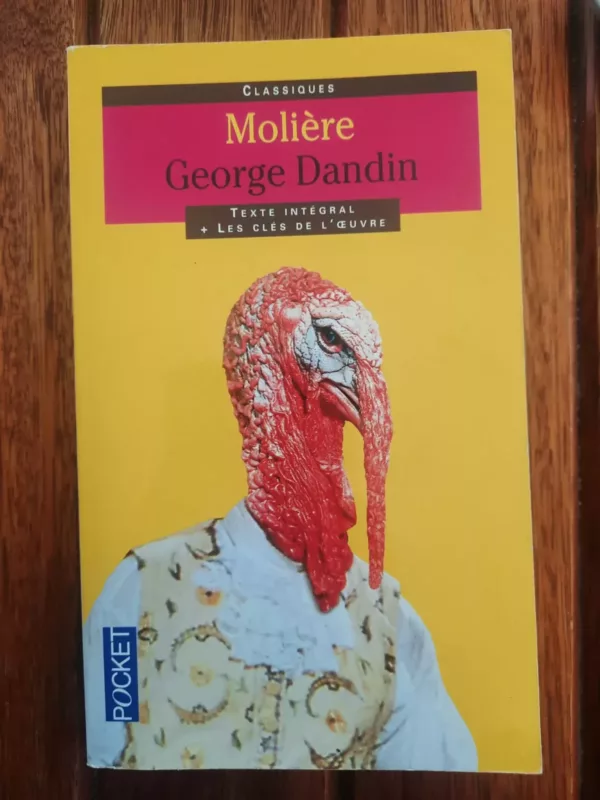 CLASSIQUES
Molière
George Dandin
TEXTE INTÉGRAL
+ LES CLÉS DE L'ŒUVRE
POCKET